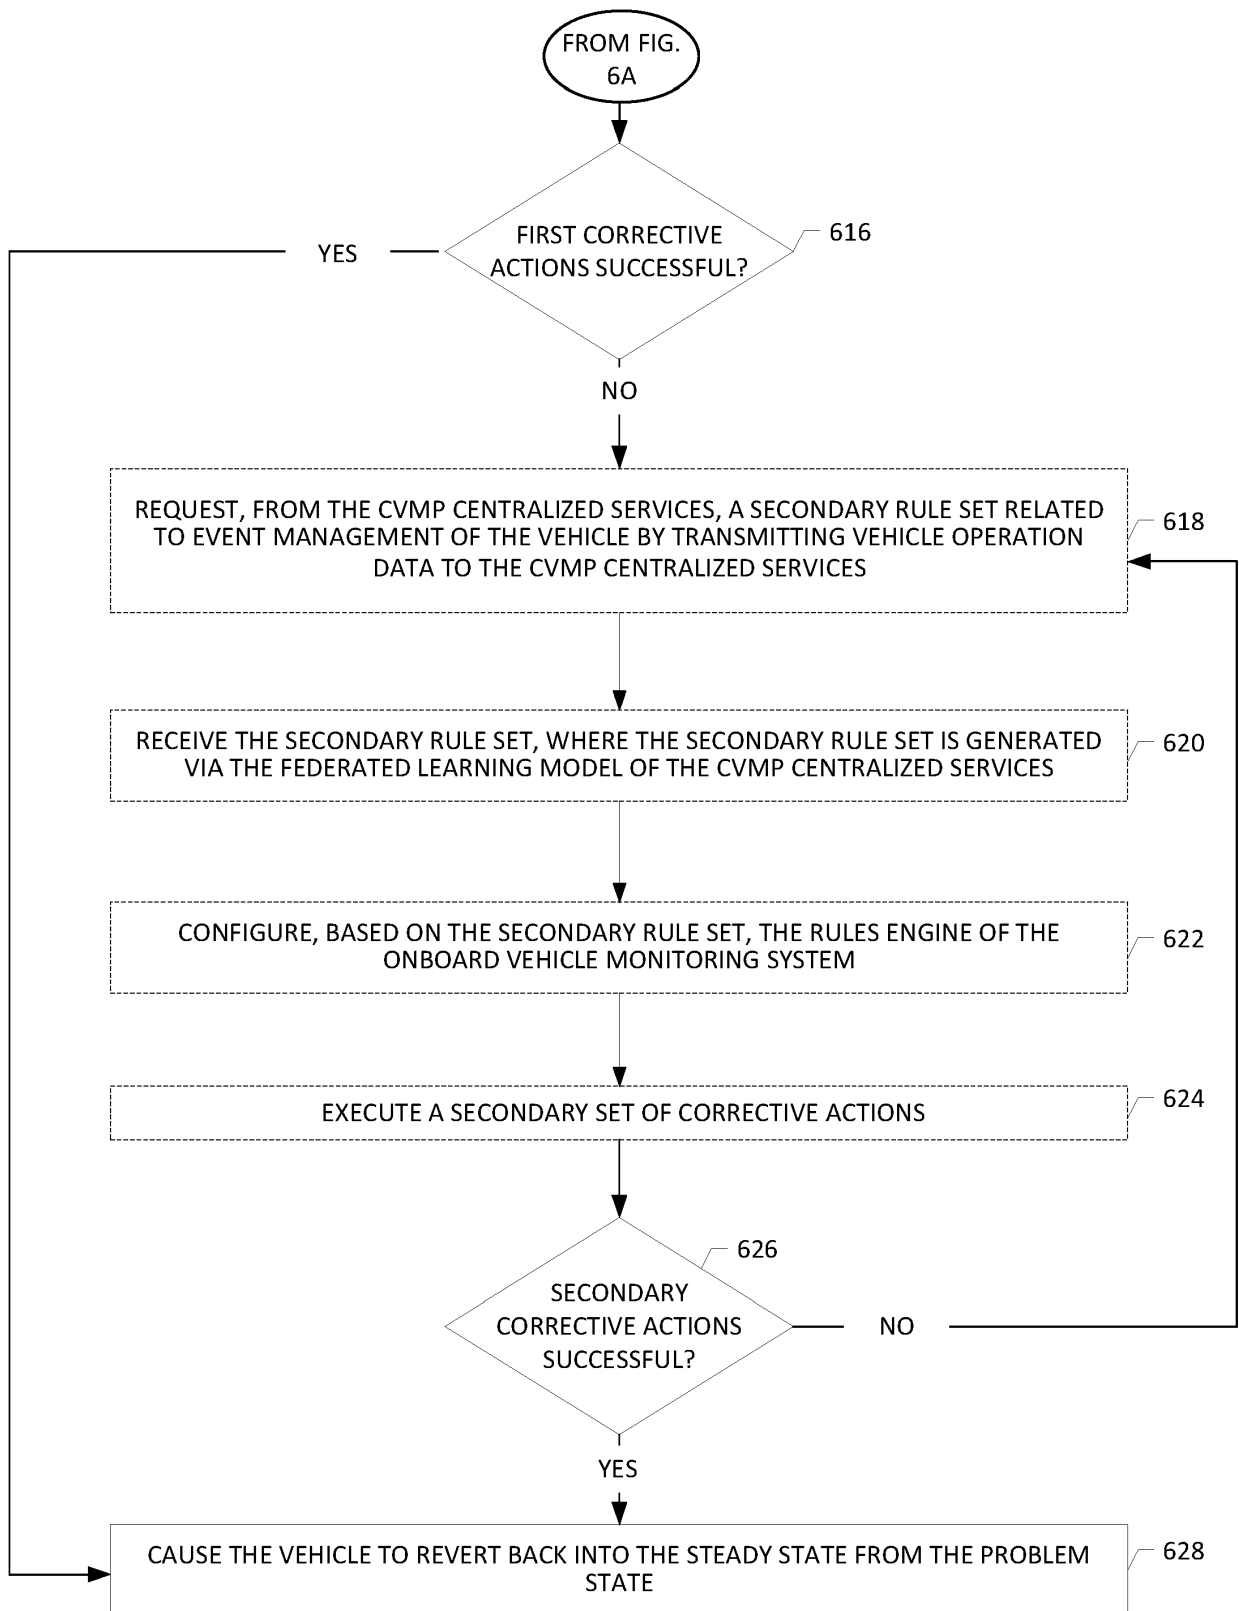 FROM FIG.
6A
FIRST CORRECTIVE
ACTIONS SUCCESSFUL?
616
YES
NO
REQUEST, FROM THE CVMP CENTRALIZED SERVICES, A SECONDARY RULE SET RELATED
TO EVENT MANAGEMENT OF THE VEHICLE BY TRANSMITTING VEHICLE OPERATION
DATA TO THE CVMP CENTRALIZED SERVICES
618
RECEIVE THE SECONDARY RULE SET, WHERE THE SECONDARY RULE SET IS GENERATED
VIA THE FEDERATED LEARNING MODEL OF THE CVMP CENTRALIZED SERVICES
620
CONFIGURE, BASED ON THE SECONDARY RULE SET, THE RULES ENGINE OF THE
ONBOARD VEHICLE MONITORING SYSTEM
622
EXECUTE A SECONDARY SET OF CORRECTIVE ACTIONS
624
626
SECONDARY
CORRECTIVE ACTIONS
SUCCESSFUL?
NO
YES
CAUSE THE VEHICLE TO REVERT BACK INTO THE STEADY STATE FROM THE PROBLEM
STATE
628